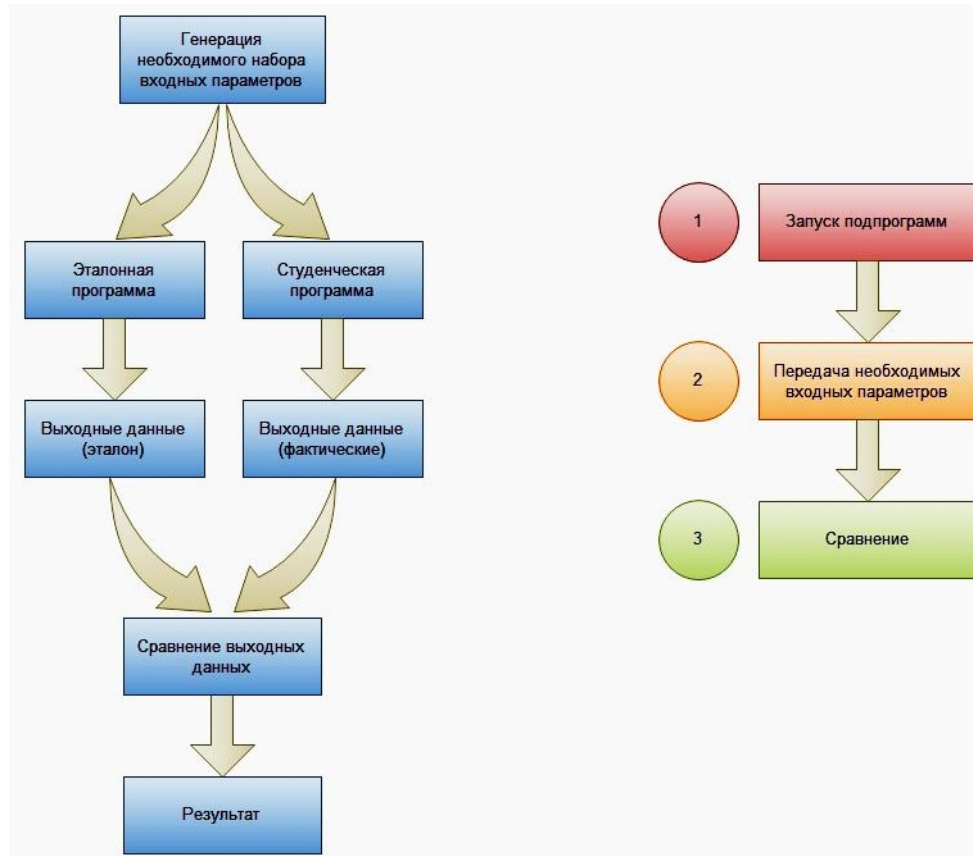 Генерация
необходимого набора
входных параметров
Эталонная
программа
Студенческая
программа
Выходные данные
(эталон)
Выходные данные
(фактические)
Сравнение выходных
данных
Результат
1
Запуск подпрограмм
2
Передача необходимых
входных параметров
3
Сравнение